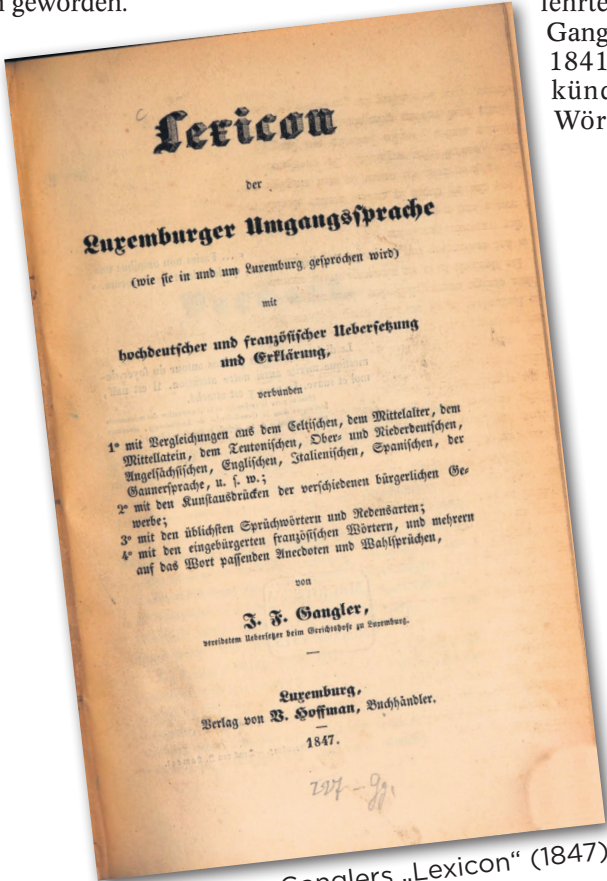 geworden.
Lexicon
der
Luxemburger Umgangssprache
(wie sie in und um Luxemburg gesprochen wird)
mit
hochdeutscher und französischer Uebersetzung
und Erklärung,
verbunden
1° mit Vergleichungen aus dem Celtischen, dem Mittelalter, dem
Mittellatein, dem Teutonischen, Ober- und Niederdeutschen,
Angelsächsischen, Englischen, Italienischen, Spanischen, der
Gaunersprache, u. s. w.;
2° mit den Kunstausdrücken der verschiedenen bürgerlichen Ge-
werbe;
3° mit den üblichsten Sprüchwörtern und Redensarten;
4° mit den eingebürgerten französischen Wörtern, und mehrern
auf das Wort passenden Anecdoten und Wahlsprüchen,
von
J. F. Gangler,
vereidetem Uebersetzer beim Gerichtshofe zu Luxemburg.
Luxemburg,
Verlag von V. Hoffman, Buchhändler.
1847.
Ganglers „Lexicon“ (1847)
lehrte
Gang
1841
künd
Wör